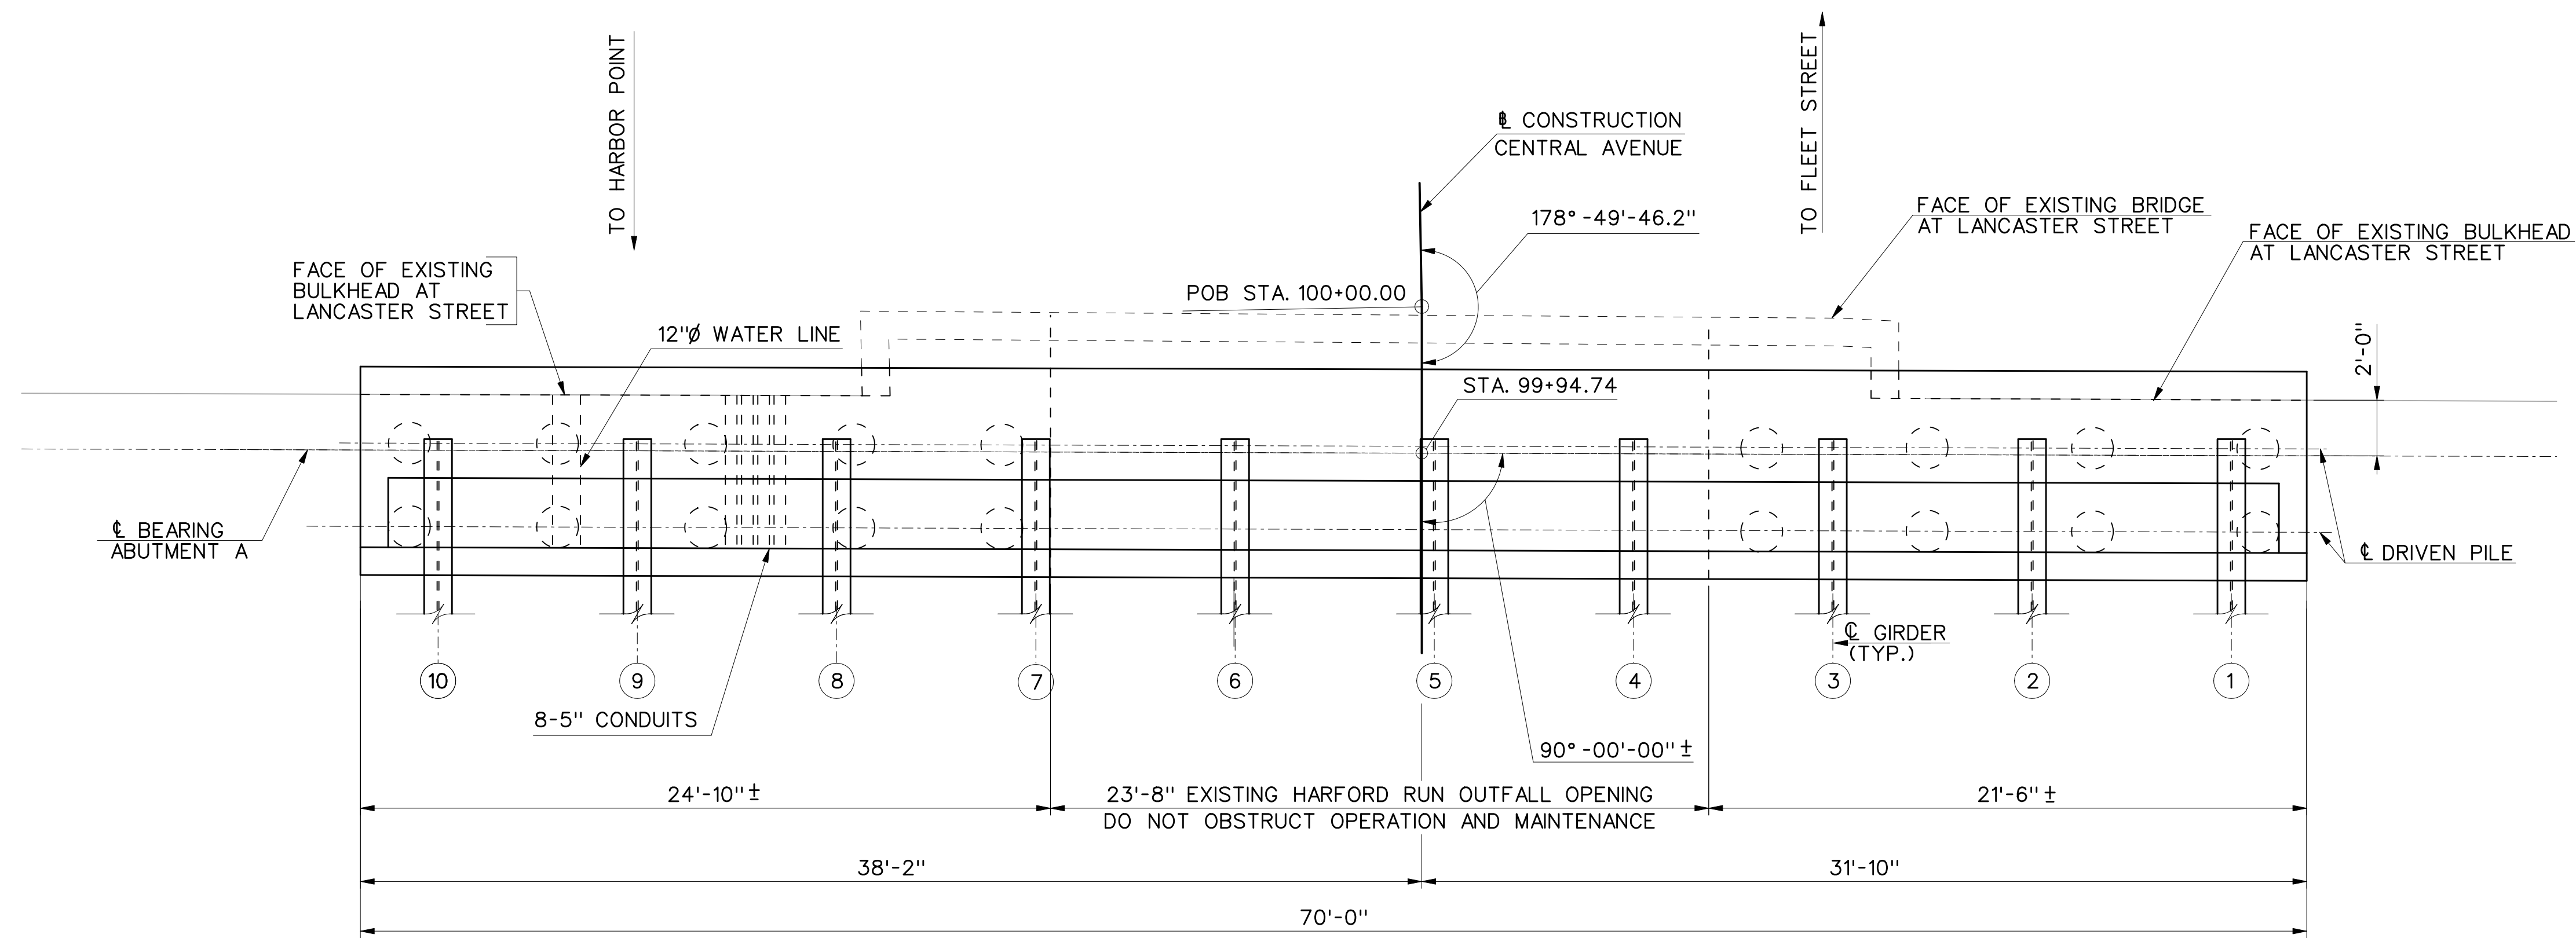 TO HARBOR POINT
TO FLEET STREET
℄ CONSTRUCTION
CENTRAL AVENUE
178°-49'-46.2"
FACE OF EXISTING BRIDGE
AT LANCASTER STREET
FACE OF EXISTING BULKHEAD
AT LANCASTER STREET
FACE OF EXISTING
BULKHEAD AT
LANCASTER STREET
POB STA. 100+00.00
12"Ø WATER LINE
2'-0"
STA. 99+94.74
℄ BEARING
ABUTMENT A
℄ DRIVEN PILE
℄ GIRDER
(TYP.)
10
9
8
7
6
5
4
3
2
1
8-5" CONDUITS
90°-00'-00"±
24'-10"±
23'-8" EXISTING HARFORD RUN OUTFALL OPENING
DO NOT OBSTRUCT OPERATION AND MAINTENANCE
21'-6"±
38'-2"
31'-10"
70'-0"